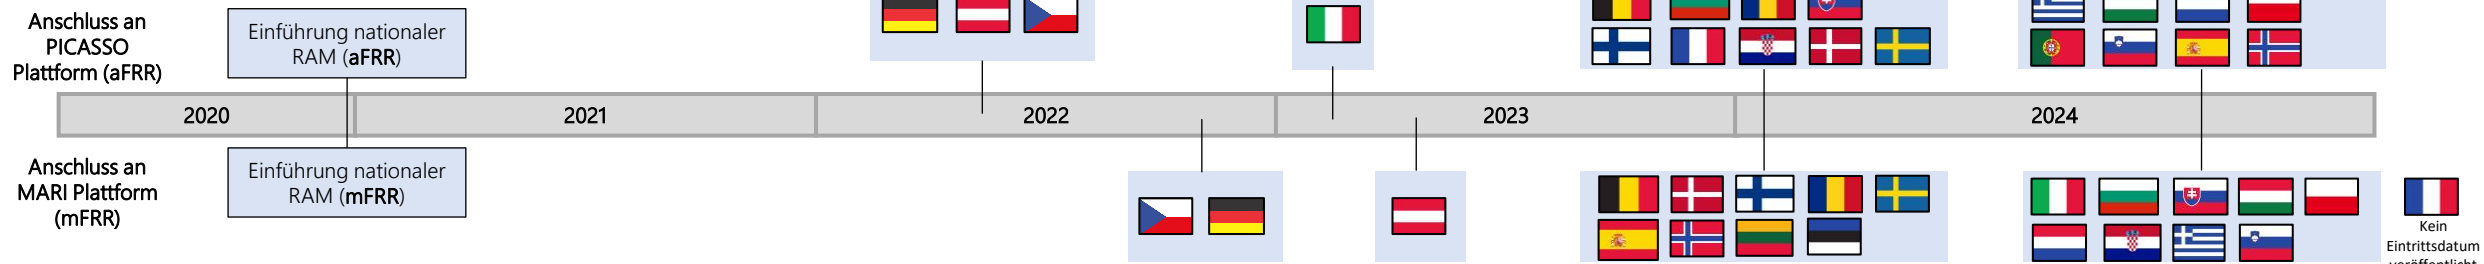 Anschluss an
PICASSO
Plattform (aFRR)
Einführung nationaler
RAM (aFRR)
2020
2021
2022
2023
2024
Anschluss an
MARI Plattform
(mFRR)
Einführung nationaler
RAM (mFRR)
Kein
Eintrittsdatum
veröffentlicht